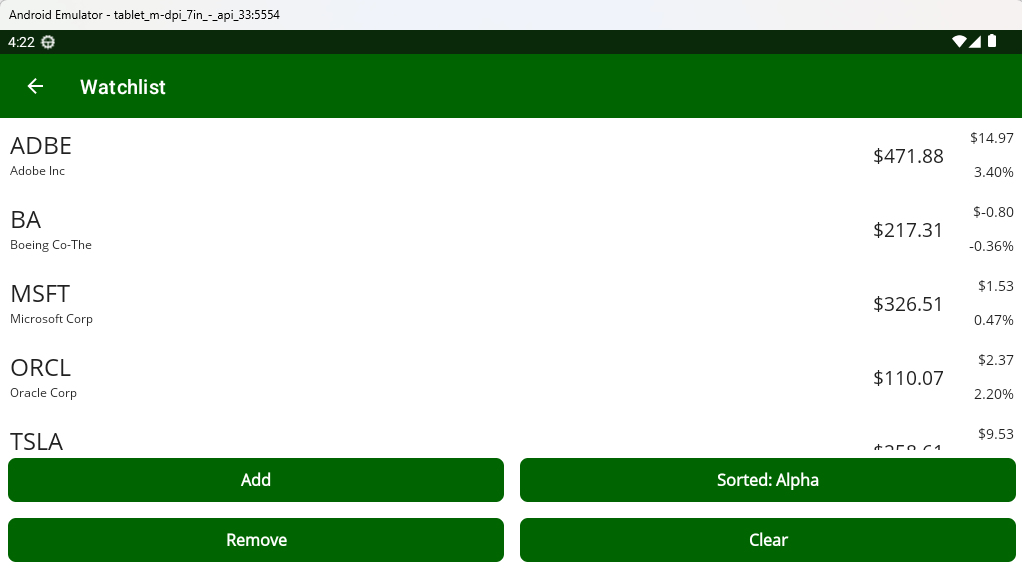 Android Emulator - tablet_m-dpi_7in_-_api_33:5554
4:22
Watchlist
ADBE
Adobe Inc
$471.88
$14.97
3.40%
BA
Boeing Co-The
$217.31
$-0.80
-0.36%
MSFT
Microsoft Corp
$326.51
$1.53
0.47%
ORCL
Oracle Corp
$110.07
$2.37
2.20%
TSLA
$9.53
Add
Sorted: Alpha
Remove
Clear